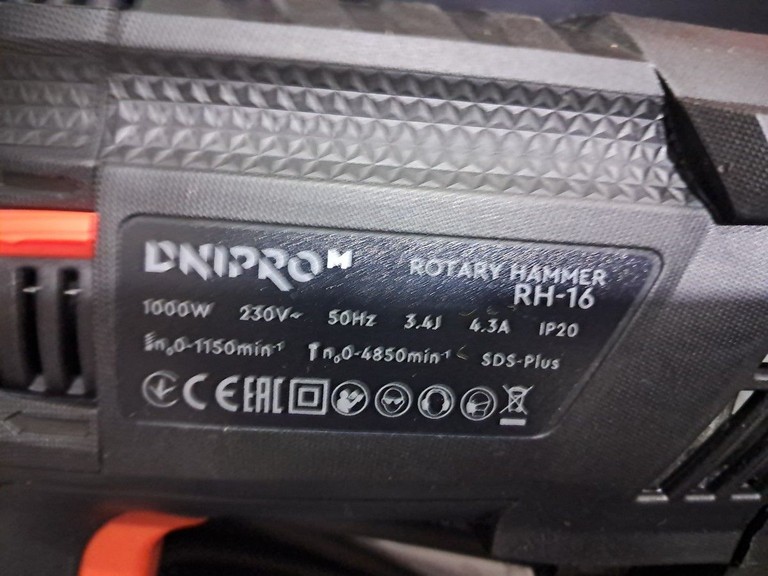 DNIPRO M
ROTARY HAMMER
RH-16
1000W 230V~ 50Hz 3.4J 4.3A IP20
n₀0-1150min⁻¹ n₀0-4850min⁻¹ SDS-Plus
CE EAC